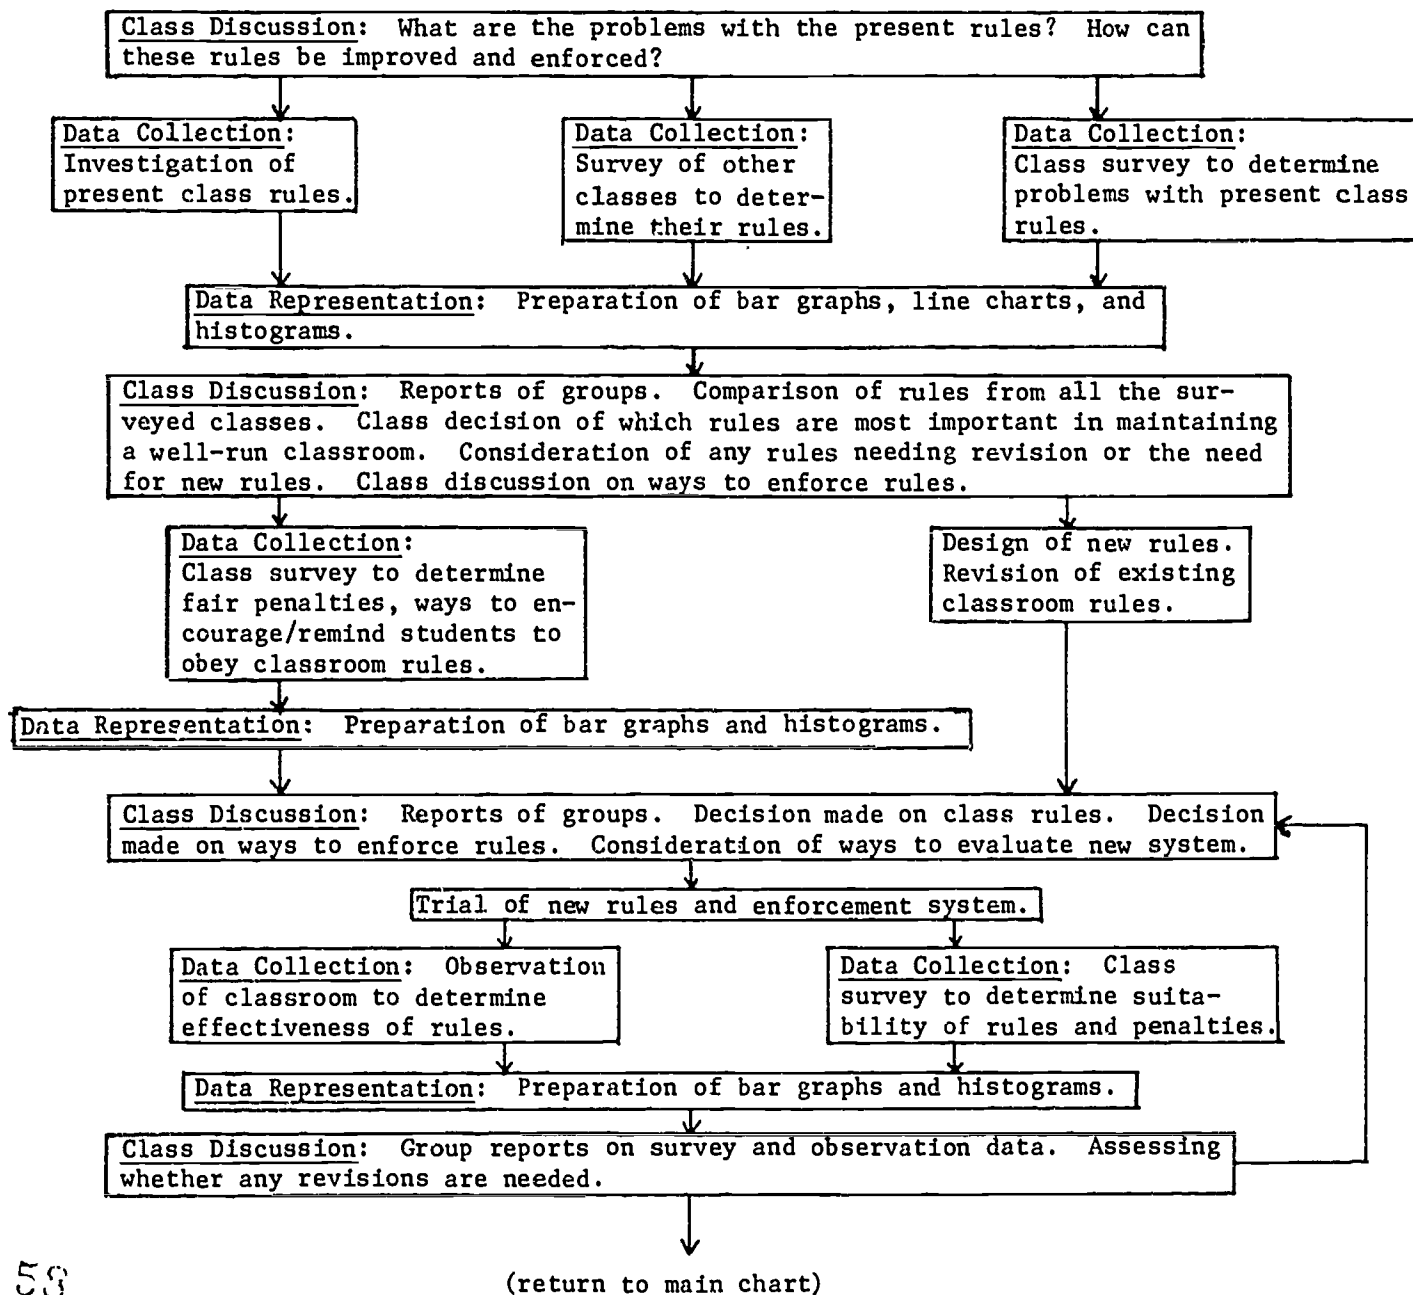 Class Discussion: What are the problems with the present rules? How can
these rules be improved and enforced?
Data Collection:
Investigation of
present class rules.
Data Collection:
Survey of other
classes to deter-
mine their rules.
Data Collection:
Class survey to determine
problems with present class
rules.
Data Representation: Preparation of bar graphs, line charts, and
histograms.
Class Discussion: Reports of groups. Comparison of rules from all the sur-
veyed classes. Class decision of which rules are most important in maintaining
a well-run classroom. Consideration of any rules needing revision or the need
for new rules. Class discussion on ways to enforce rules.
Data Collection:
Class survey to determine
fair penalties, ways to en-
courage/remind students to
obey classroom rules.
Design of new rules.
Revision of existing
classroom rules.
Data Representation: Preparation of bar graphs and histograms.
Class Discussion: Reports of groups. Decision made on class rules. Decision
made on ways to enforce rules. Consideration of ways to evaluate new system.
Trial of new rules and enforcement system.
Data Collection: Observation
of classroom to determine
effectiveness of rules.
Data Collection: Class
survey to determine suita-
bility of rules and penalties.
Data Representation: Preparation of bar graphs and histograms.
Class Discussion: Group reports on survey and observation data. Assessing
whether any revisions are needed.
(return to main chart)